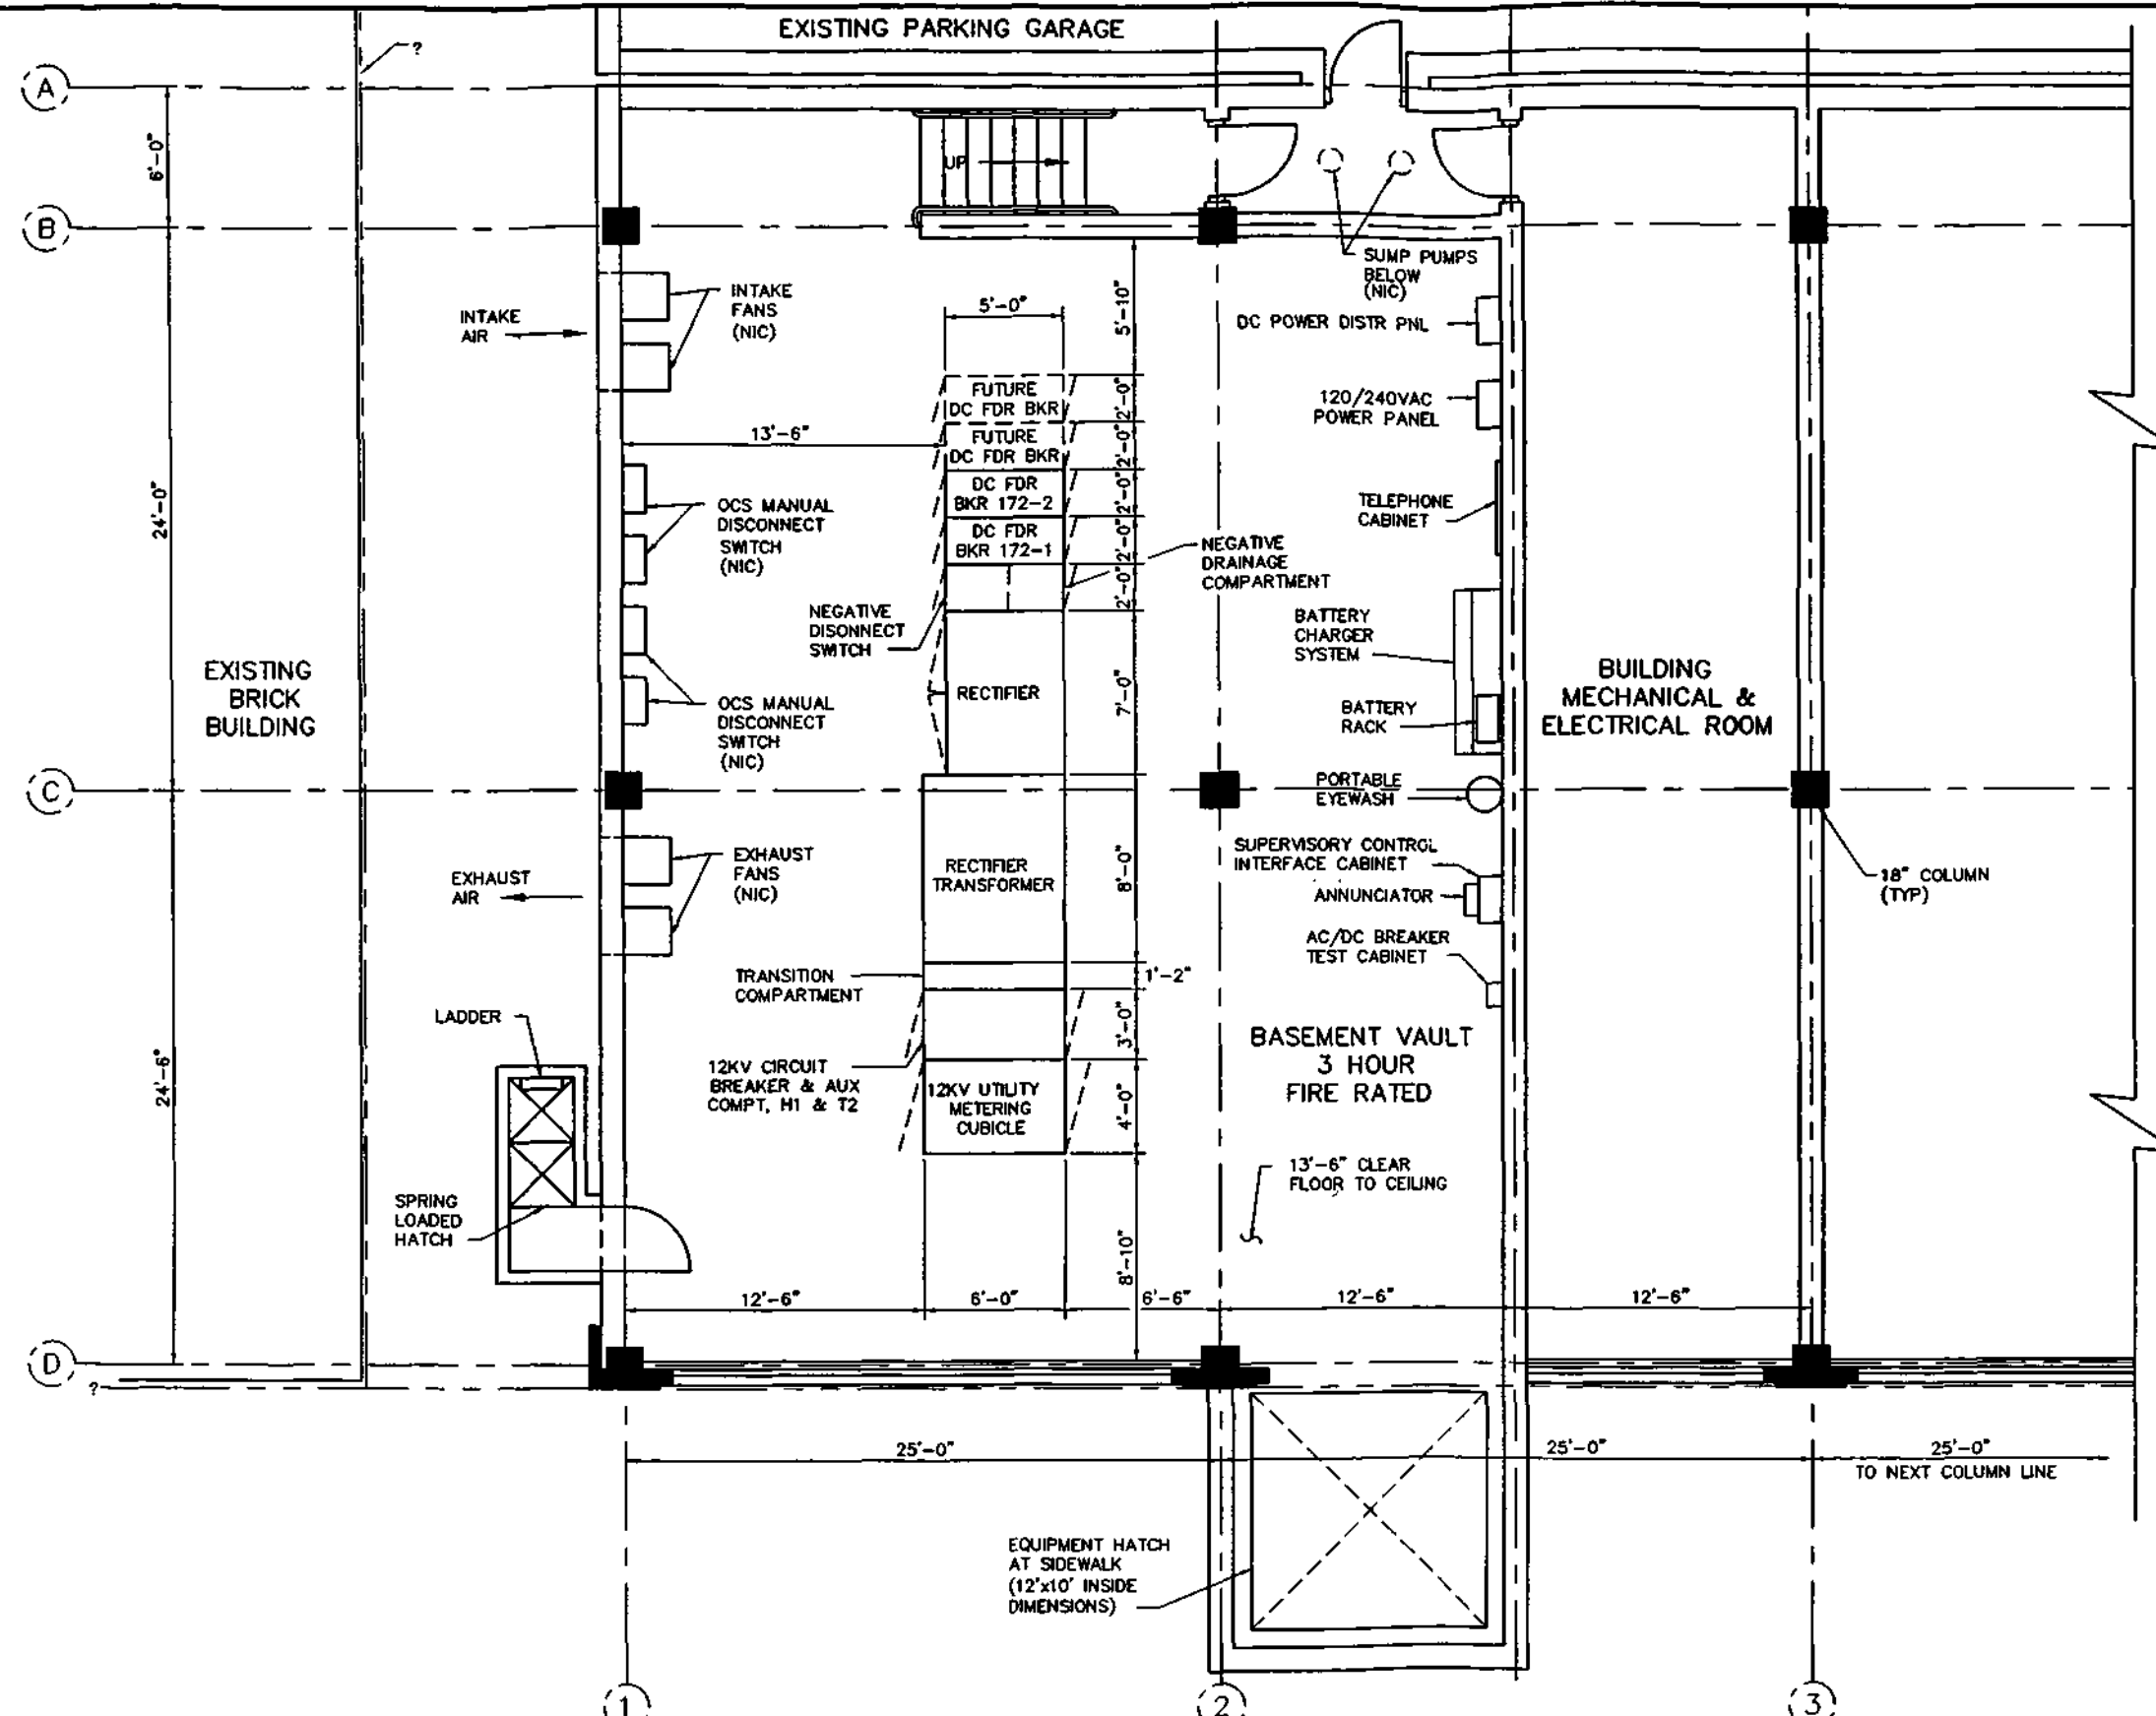 EXISTING PARKING GARAGE
?
A
6'-0"
UP
B
SUMP PUMPS
BELOW
(NIC)
INTAKE
FANS
(NIC)
INTAKE
AIR
5'-0"
5'-10"
DC POWER DISTR PNL
FUTURE
DC FDR BKR
2'-0"
120/240VAC
POWER PANEL
13'-6"
FUTURE
DC FDR BKR
2'-0"
24'-0"
OCS MANUAL
DISCONNECT
SWITCH
(NIC)
DC FDR
BKR 172-2
2'-0"
TELEPHONE
CABINET
DC FDR
BKR 172-1
2'-0"
NEGATIVE
DRAINAGE
COMPARTMENT
2'-0"
NEGATIVE
DISONNECT
SWITCH
BATTERY
CHARGER
SYSTEM
EXISTING
BRICK
BUILDING
BUILDING
MECHANICAL &
ELECTRICAL ROOM
OCS MANUAL
DISCONNECT
SWITCH
(NIC)
RECTIFIER
7'-0"
BATTERY
RACK
C
PORTABLE
EYEWASH
EXHAUST
FANS
(NIC)
EXHAUST
AIR
RECTIFIER
TRANSFORMER
8'-0"
SUPERVISORY CONTROL
INTERFACE CABINET
ANNUNCIATOR
18" COLUMN
(TYP)
AC/DC BREAKER
TEST CABINET
TRANSITION
COMPARTMENT
1'-2"
LADDER
3'-0"
BASEMENT VAULT
3 HOUR
FIRE RATED
24'-6"
12KV CIRCUIT
BREAKER & AUX
COMPT, H1 & T2
12KV UTILITY
METERING
CUBICLE
4'-0"
13'-6" CLEAR
FLOOR TO CEILING
SPRING
LOADED
HATCH
8'-10"
12'-6"
6'-0"
6'-6"
12'-6"
12'-6"
D
?
25'-0"
25'-0"
25'-0"
TO NEXT COLUMN LINE
EQUIPMENT HATCH
AT SIDEWALK
(12'x10' INSIDE
DIMENSIONS)
1
2
3